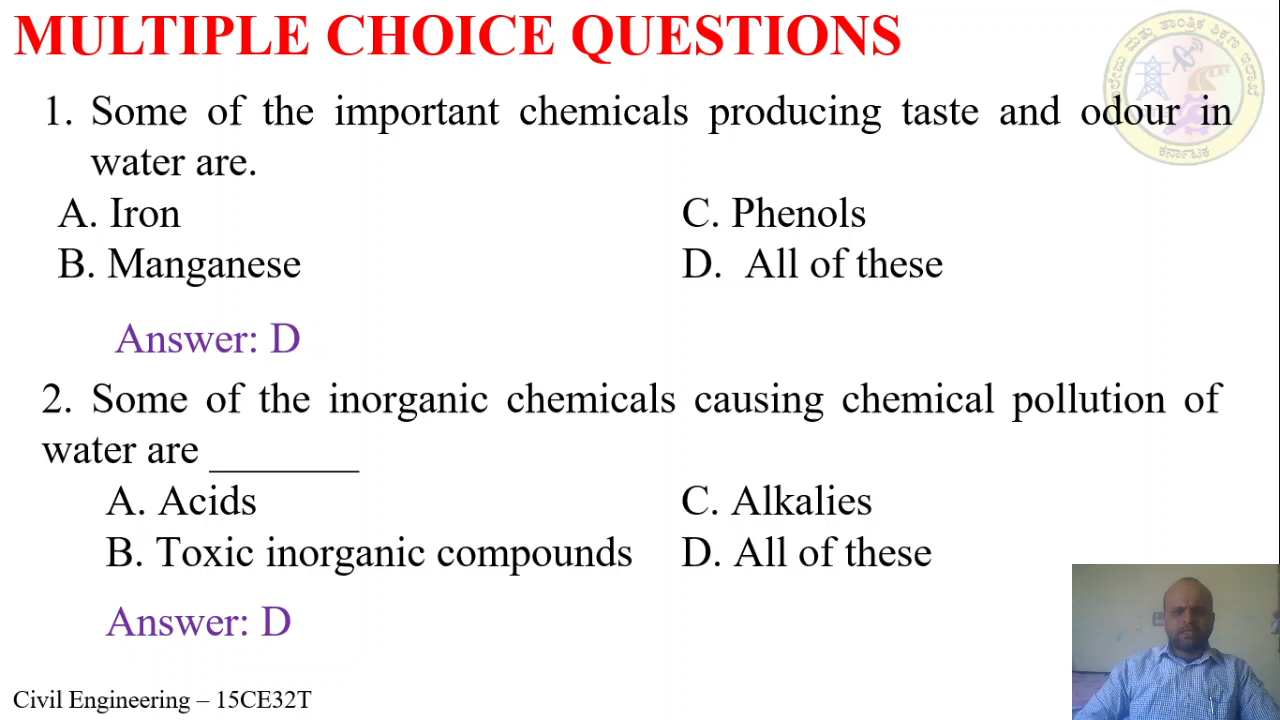 MULTIPLE CHOICE QUESTIONS
1. Some of the important chemicals producing taste and odour in
water are.
A. Iron
C. Phenols
B. Manganese
D. All of these
Answer: D
2. Some of the inorganic chemicals causing chemical pollution of
water are ________
A. Acids
C. Alkalies
B. Toxic inorganic compounds
D. All of these
Answer: D
Civil Engineering – 15CE32T
ಕರ್ನಾಟಕ